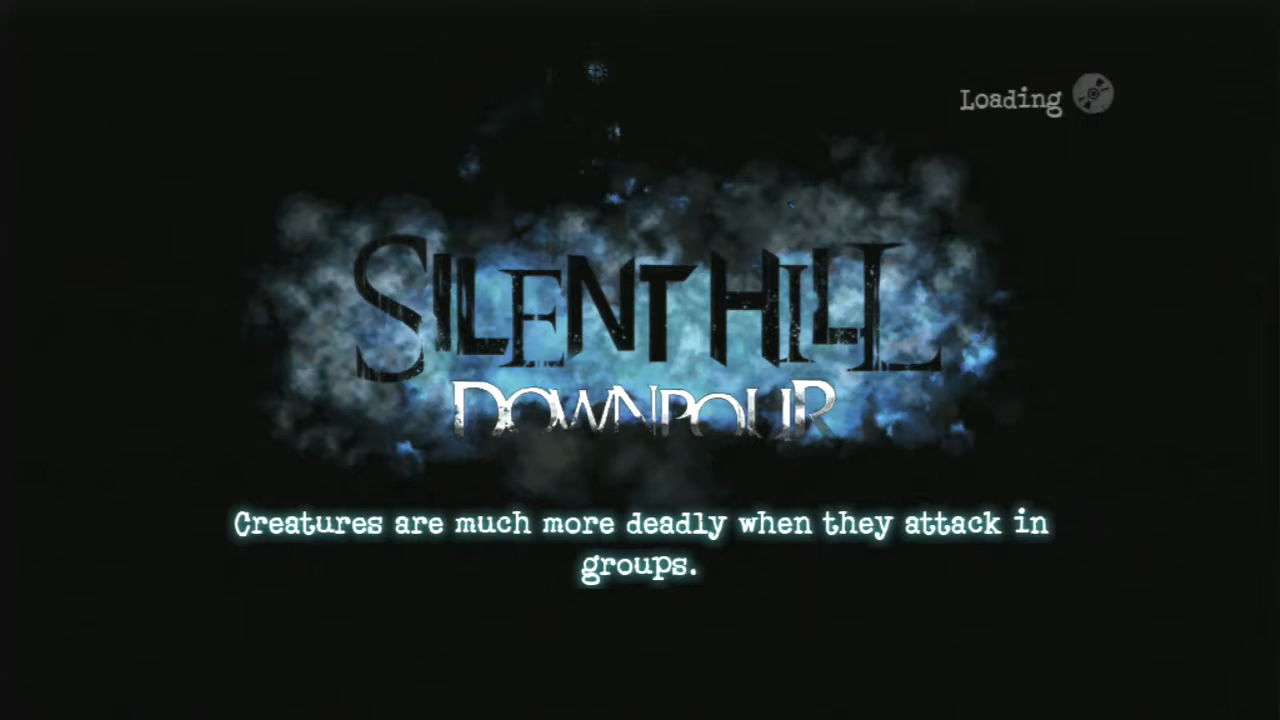 Loading
SILENT HILL
DOWNPOUR
Creatures are much more deadly when they attack in
groups.